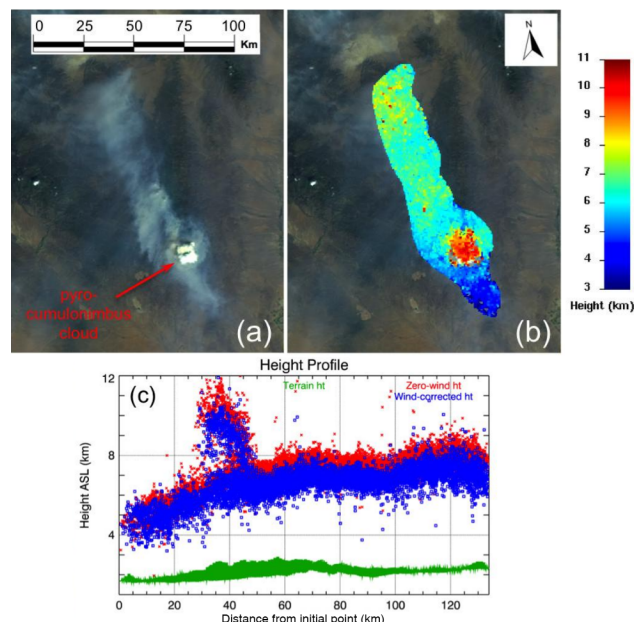 0 25 50 75 100
Km
N
11
10
9
8
7
6
5
4
3
Height (km)
pyro-
cumulonimbus
cloud
(a)
(b)
Height Profile
(c)
Terrain ht
Zero-wind ht
Wind-corrected ht
12
8
4
Height ASL (km)
0 20 40 60 80 100 120
Distance from initial point (km)